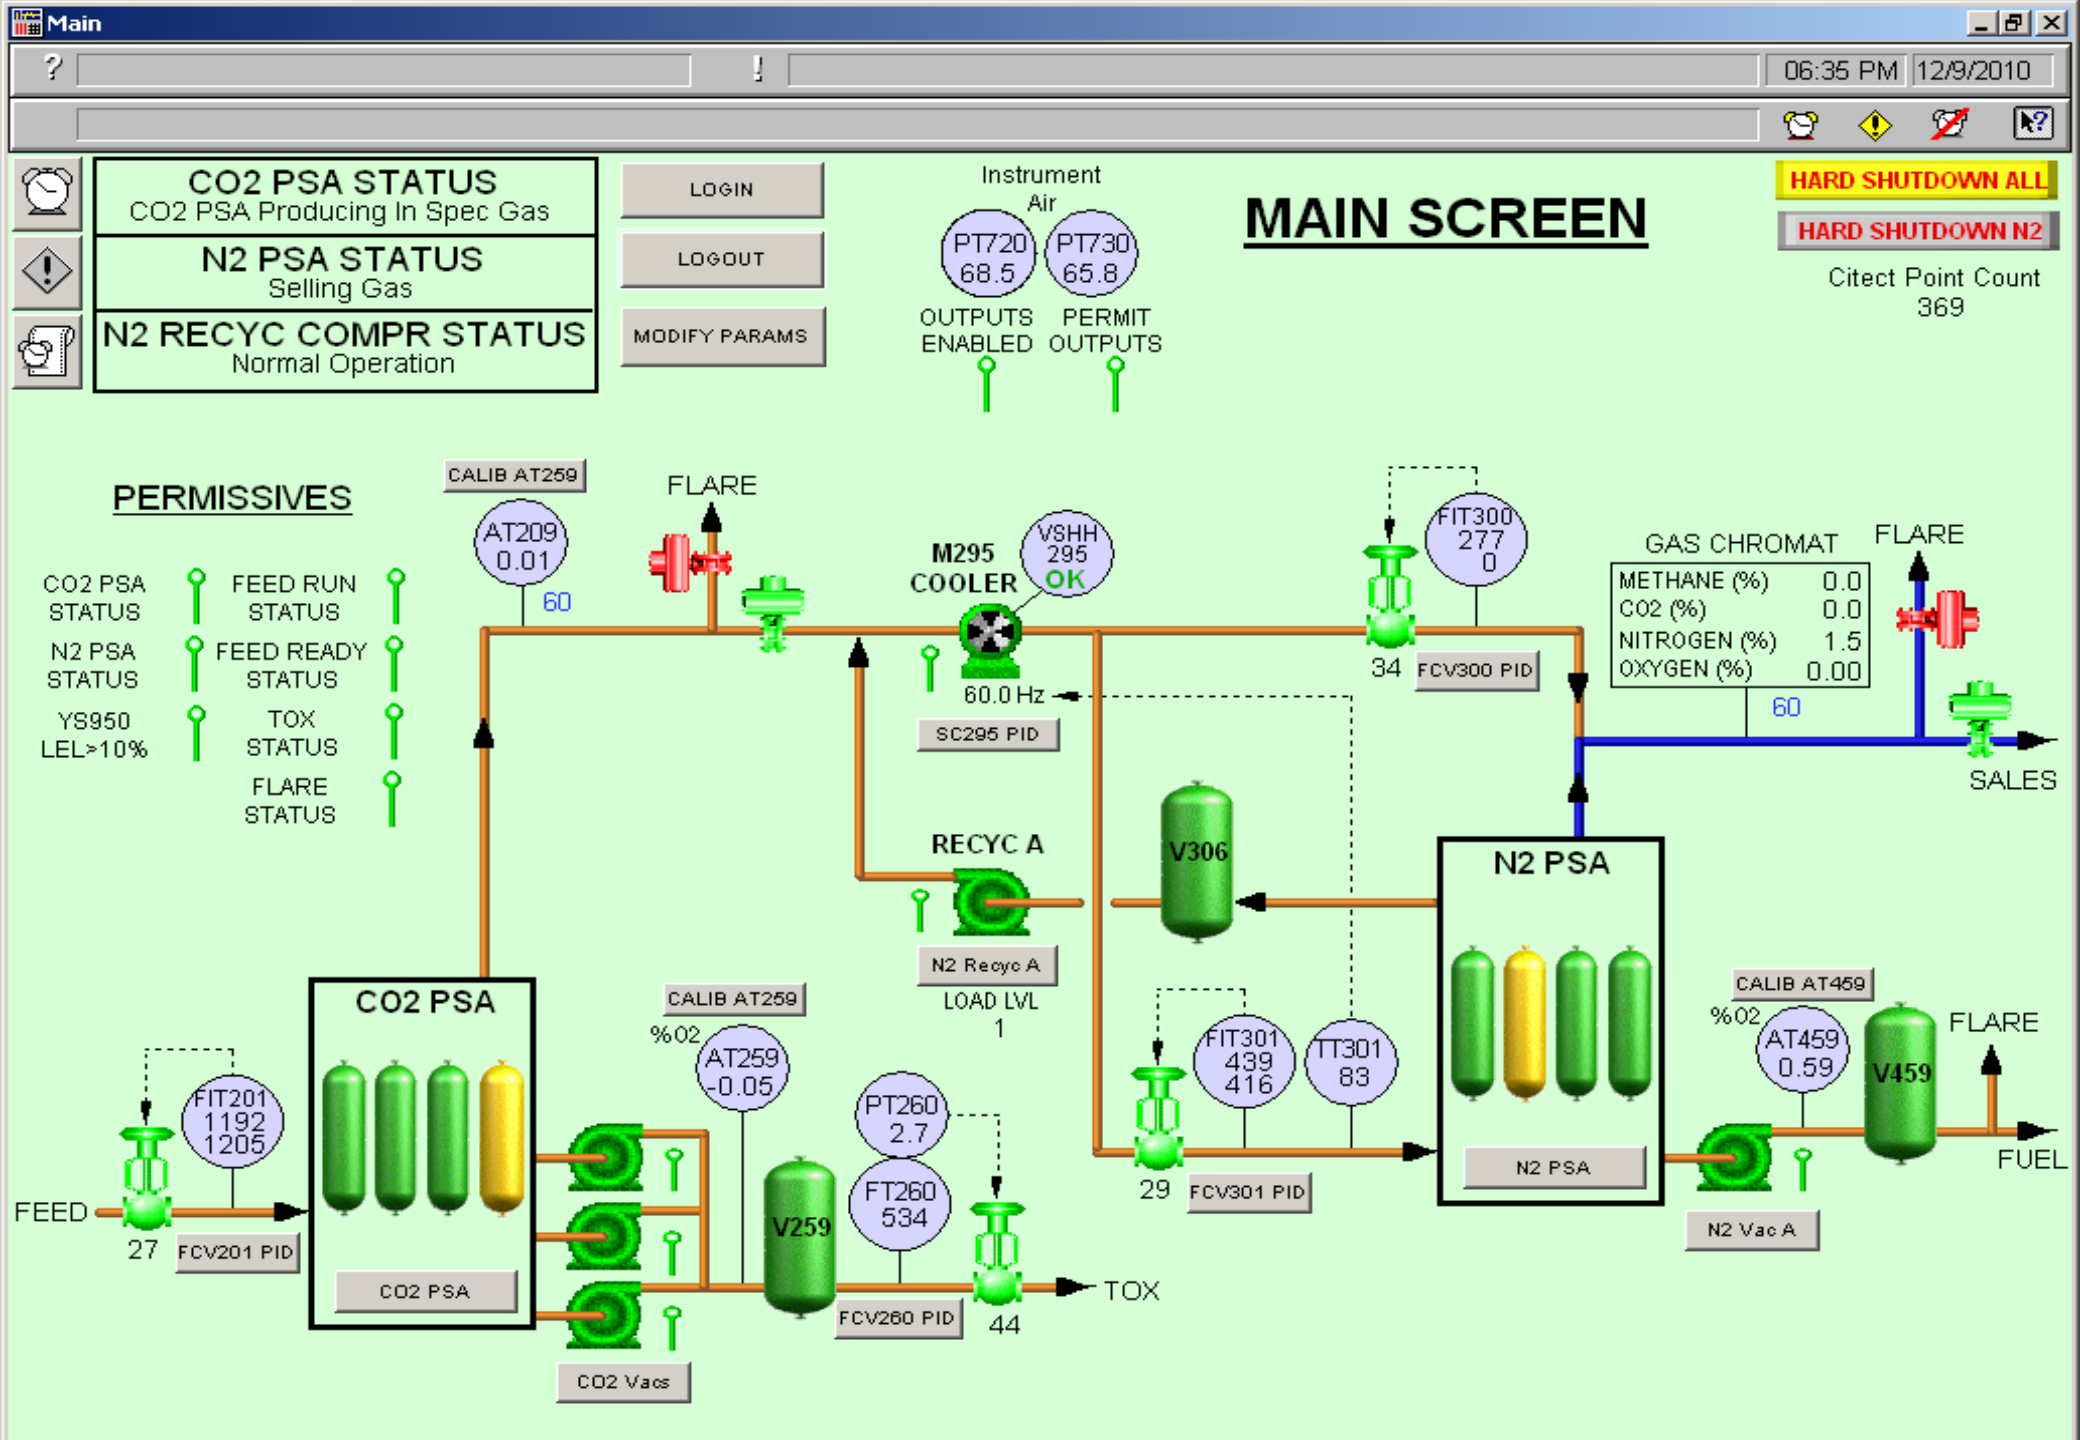 Main
?
!
06:35 PM
12/9/2010
CO2 PSA STATUS
CO2 PSA Producing In Spec Gas
N2 PSA STATUS
Selling Gas
N2 RECYC COMPR STATUS
Normal Operation
LOGIN
LOGOUT
MODIFY PARAMS
Instrument
Air
PT720
68.5
PT730
65.8
OUTPUTS
ENABLED
PERMIT
OUTPUTS
MAIN SCREEN
HARD SHUTDOWN ALL
HARD SHUTDOWN N2
Citect Point Count
369
PERMISSIVES
CO2 PSA
STATUS
FEED RUN
STATUS
N2 PSA
STATUS
FEED READY
STATUS
YS950
LEL>10%
TOX
STATUS
FLARE
STATUS
CALIB AT259
AT209
0.01
60
FLARE
M295
COOLER
VSHH
295
OK
60.0 Hz
SC295 PID
FIT300
277
0
34
FCV300 PID
GAS CHROMAT
METHANE (%) 0.0
CO2 (%) 0.0
NITROGEN (%) 1.5
OXYGEN (%) 0.00
60
FLARE
SALES
RECYC A
N2 Recyc A
LOAD LVL
1
V306
N2 PSA
N2 PSA
CO2 PSA
CO2 PSA
FEED
FIT201
1192
1205
27
FCV201 PID
CALIB AT259
%02
AT259
-0.05
PT260
2.7
FT260
534
V259
FCV260 PID
44
TOX
CO2 Vacs
FIT301
439
416
TT301
83
29
FCV301 PID
CALIB AT459
%02
AT459
0.59
V459
FLARE
FUEL
N2 Vac A